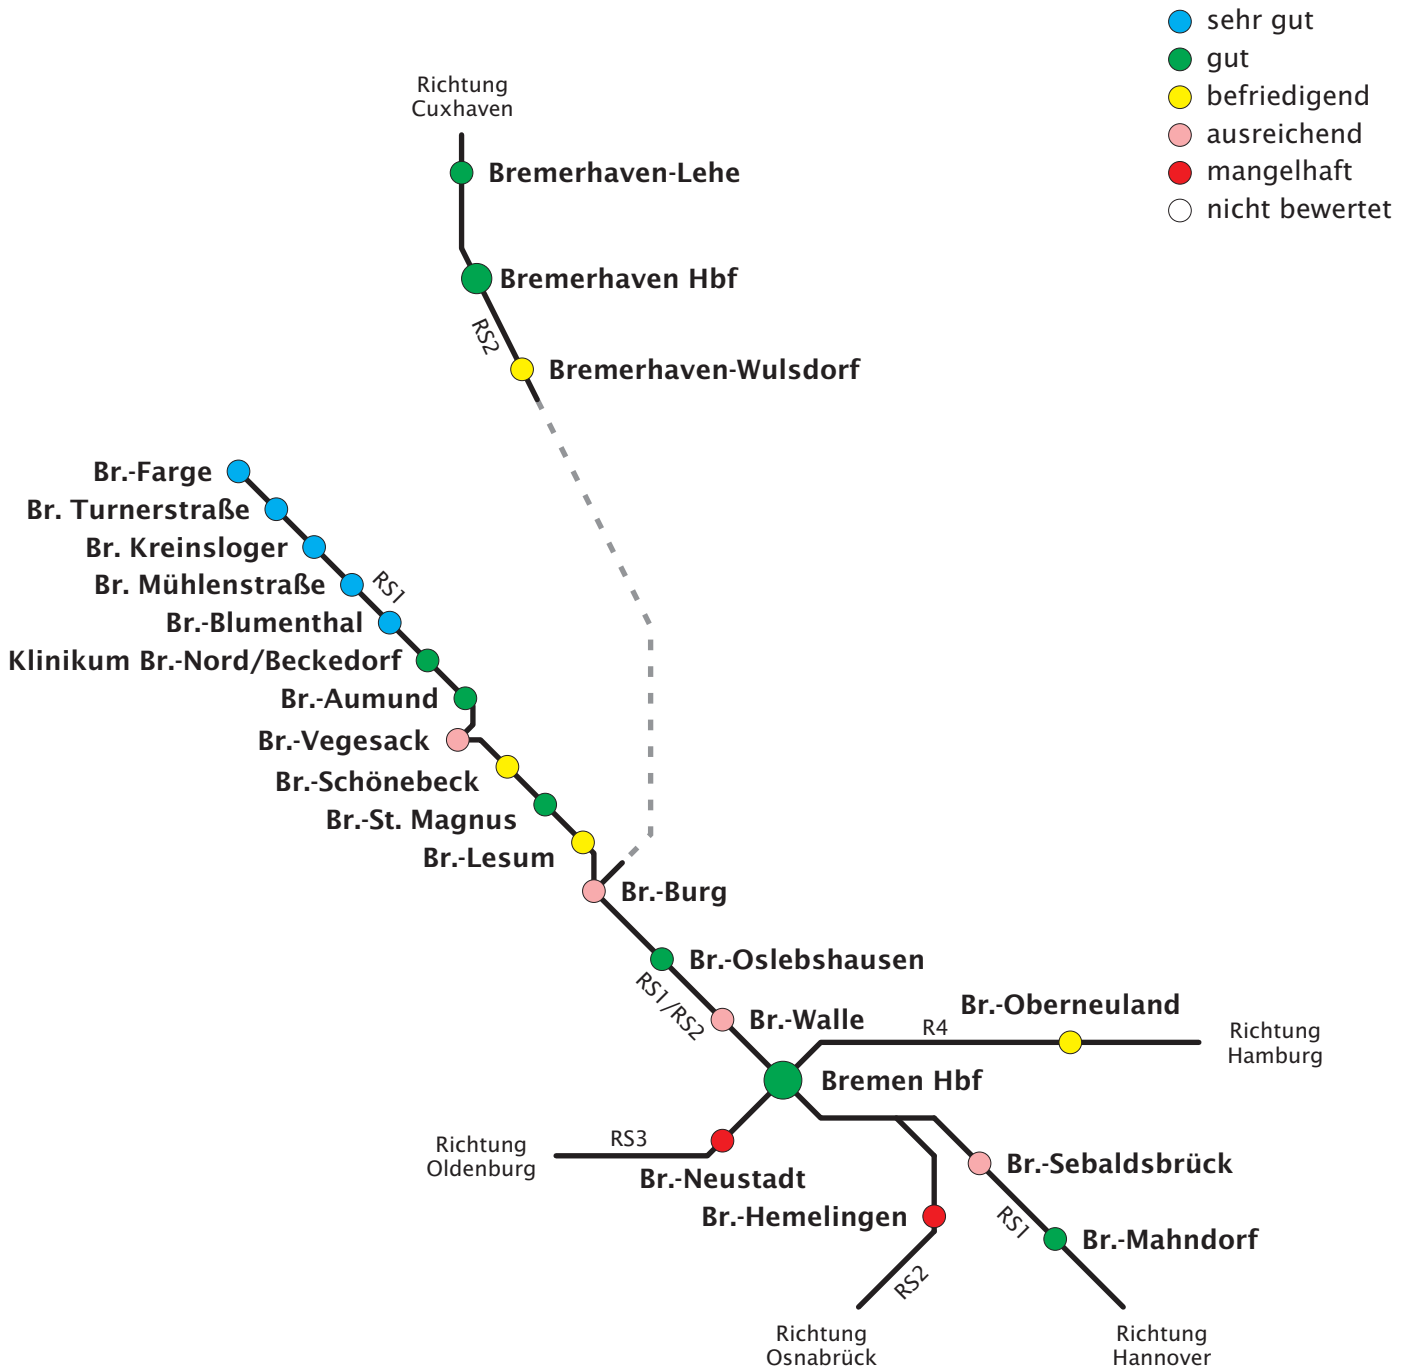 sehr gut
gut
befriedigend
ausreichend
mangelhaft
nicht bewertet
Richtung
Cuxhaven
Bremerhaven-Lehe
Bremerhaven Hbf
RS2
Bremerhaven-Wulsdorf
Br.-Farge
Br. Turnerstraße
Br. Kreinsloger
Br. Mühlenstraße
RS1
Br.-Blumenthal
Klinikum Br.-Nord/Beckedorf
Br.-Aumund
Br.-Vegesack
Br.-Schönebeck
Br.-St. Magnus
Br.-Lesum
Br.-Burg
Br.-Oslebshausen
RS1/RS2
Br.-Walle
Br.-Oberneuland
R4
Richtung
Hamburg
Bremen Hbf
RS3
Richtung
Oldenburg
Br.-Neustadt
Br.-Sebaldsbrück
Br.-Hemelingen
RS1
Br.-Mahndorf
RS2
Richtung
Osnabrück
Richtung
Hannover